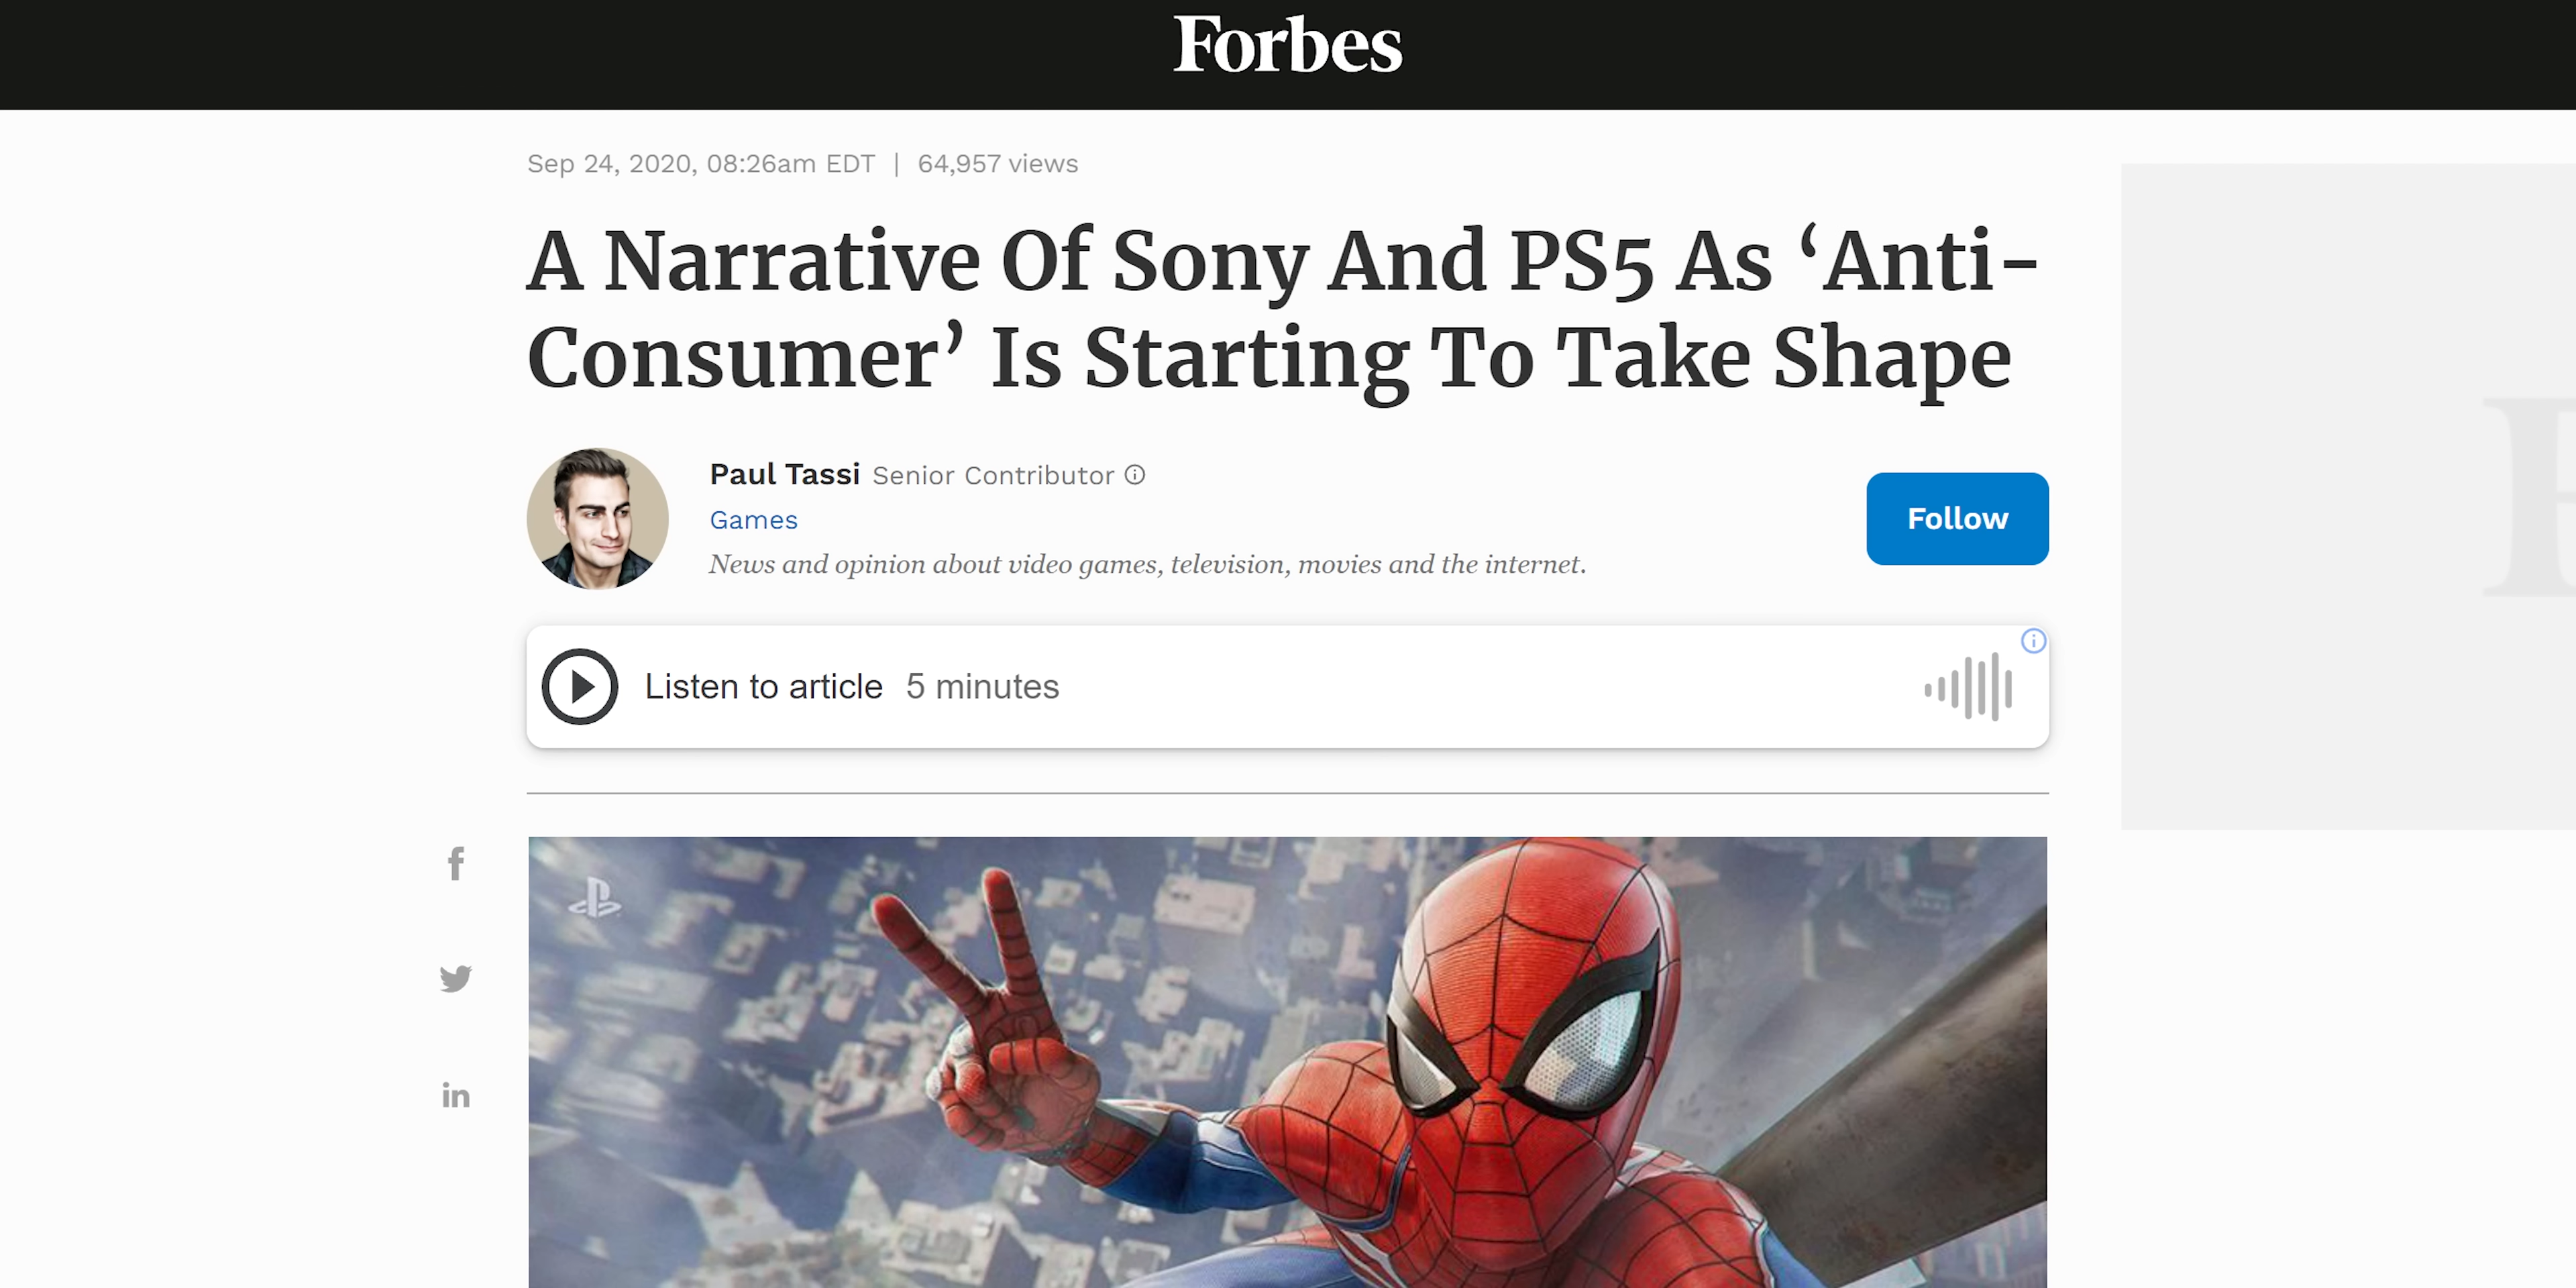 Forbes
Sep 24, 2020, 08:26am EDT | 64,957 views
A Narrative Of Sony And PS5 As ‘Anti-
Consumer’ Is Starting To Take Shape
Paul Tassi Senior Contributor
Games
News and opinion about video games, television, movies and the internet.
Follow
Listen to article 5 minutes